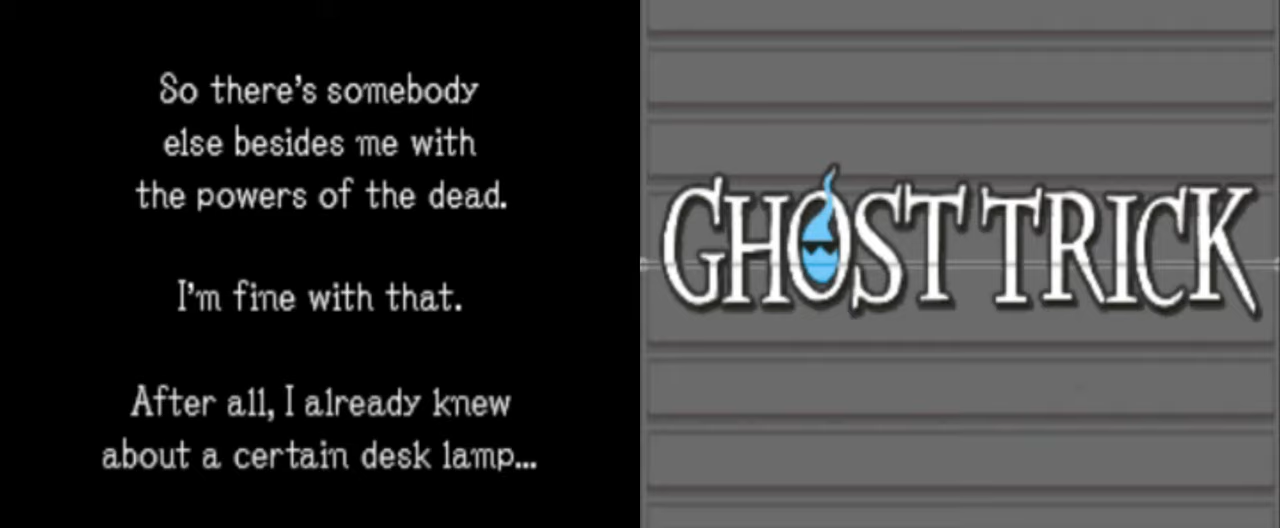 So there's somebody
else besides me with
the powers of the dead.
I'm fine with that.
After all, I already knew
about a certain desk lamp...
GHOST TRICK